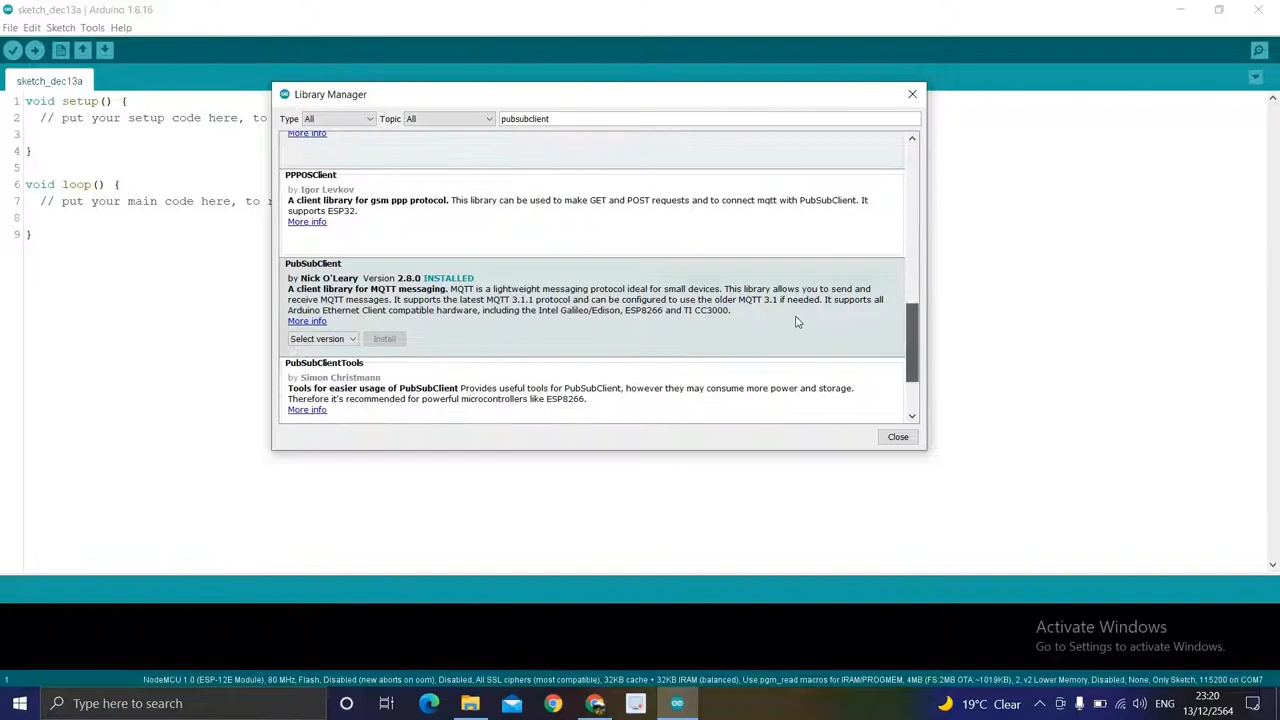 sketch_dec13a | Arduino 1.8.16
File Edit Sketch Tools Help
sketch_dec13a
1 void setup() {
2 // put your setup code here, to
3
4 }
5
6 void loop() {
7 // put your main code here, to r
8
9 }
Library Manager
Type All Topic All pubsubclient
More info
PPPOSClient
by Igor Levkov
A client library for gsm ppp protocol. This library can be used to make GET and POST requests and to connect mqtt with PubSubClient. It
supports ESP32.
More info
PubSubClient
by Nick O'Leary Version 2.8.0 INSTALLED
A client library for MQTT messaging. MQTT is a lightweight messaging protocol ideal for small devices. This library allows you to send and
receive MQTT messages. It supports the latest MQTT 3.1.1 protocol and can be configured to use the older MQTT 3.1 if needed. It supports all
Arduino Ethernet Client compatible hardware, including the Intel Galileo/Edison, ESP8266 and TI CC3000.
More info
Select version Install
PubSubClientTools
by Simon Christmann
Tools for easier usage of PubSubClient Provides useful tools for PubSubClient, however they may consume more power and storage.
Therefore it's recommended for powerful microcontrollers like ESP8266.
More info
Close
Activate Windows
Go to Settings to activate Windows.
1 NodeMCU 1.0 (ESP-12E Module), 80 MHz, Flash, Disabled (new aborts on oom), Disabled, All SSL ciphers (most compatible), 32KB cache + 32KB IRAM (balanced), Use pgm_read macros for IRAM/PROGMEM, 4MB (FS:2MB OTA:~1019KB), 2, v2 Lower Memory, Disabled, None, Only Sketch, 115200 on COM7
Type here to search
19°C Clear
ENG
23:20
13/12/2564